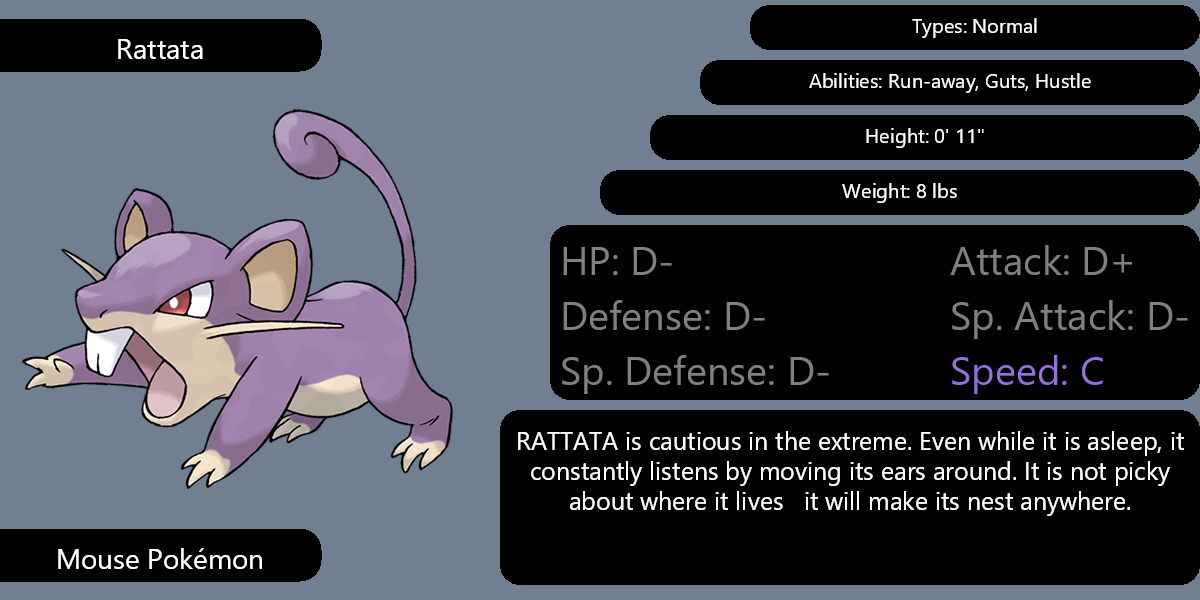 Rattata
Types: Normal
Abilities: Run-away, Guts, Hustle
Height: 0' 11"
Weight: 8 lbs
HP: D-
Attack: D+
Defense: D-
Sp. Attack: D-
Sp. Defense: D-
Speed: C
RATTATA is cautious in the extreme. Even while it is asleep, it
constantly listens by moving its ears around. It is not picky
about where it lives   it will make its nest anywhere.
Mouse Pokémon